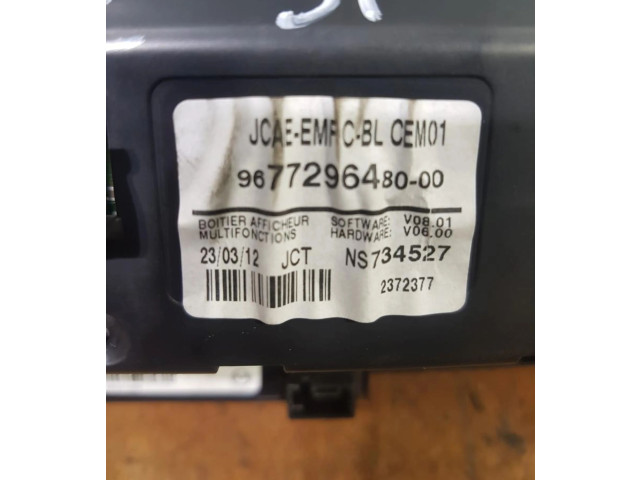 JCAE-EMF C-BL CEM01
9677296480-00
BOITIER AFFICHEUR SOFTWARE: V08.01
MULTIFONCTIONS HARDWARE: V06.00
23/03/12 JCT NS734527
2372377